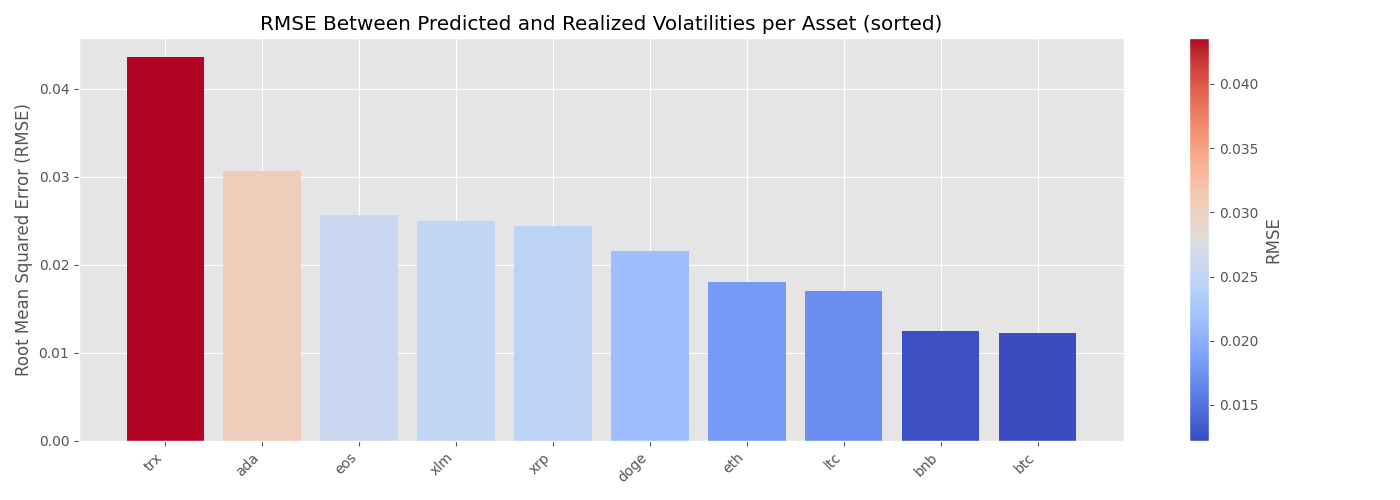 RMSE Between Predicted and Realized Volatilities per Asset (sorted)
Root Mean Squared Error (RMSE)
0.04
0.03
0.02
0.01
0.00
trx
ada
eos
xlm
xrp
doge
eth
ltc
bnb
btc
0.040
0.035
0.030
0.025
0.020
0.015
RMSE